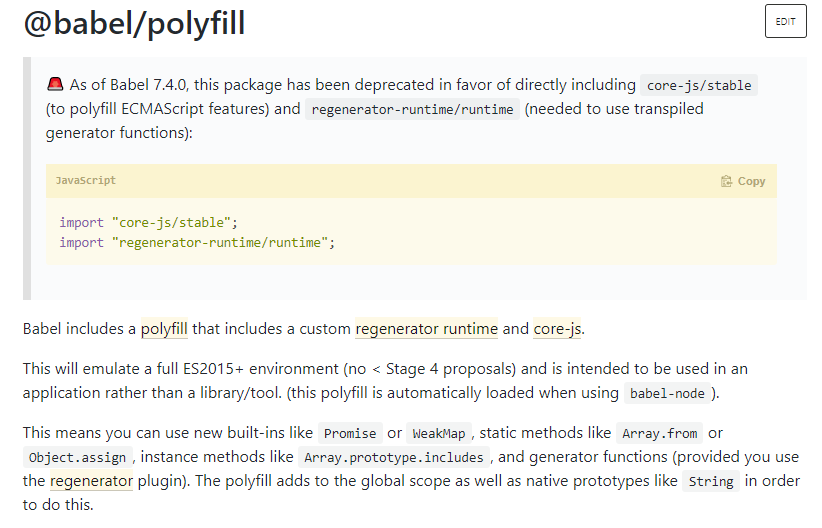 @babel/polyfill
EDIT
🚨 As of Babel 7.4.0, this package has been deprecated in favor of directly including core-js/stable
(to polyfill ECMAScript features) and regenerator-runtime/runtime (needed to use transpiled
generator functions):
JavaScript
Copy
import "core-js/stable";
import "regenerator-runtime/runtime";
Babel includes a polyfill that includes a custom regenerator runtime and core-js.
This will emulate a full ES2015+ environment (no < Stage 4 proposals) and is intended to be used in an
application rather than a library/tool. (this polyfill is automatically loaded when using babel-node ).
This means you can use new built-ins like Promise or WeakMap , static methods like Array.from or
Object.assign , instance methods like Array.prototype.includes , and generator functions (provided you use
the regenerator plugin). The polyfill adds to the global scope as well as native prototypes like String in order
to do this.